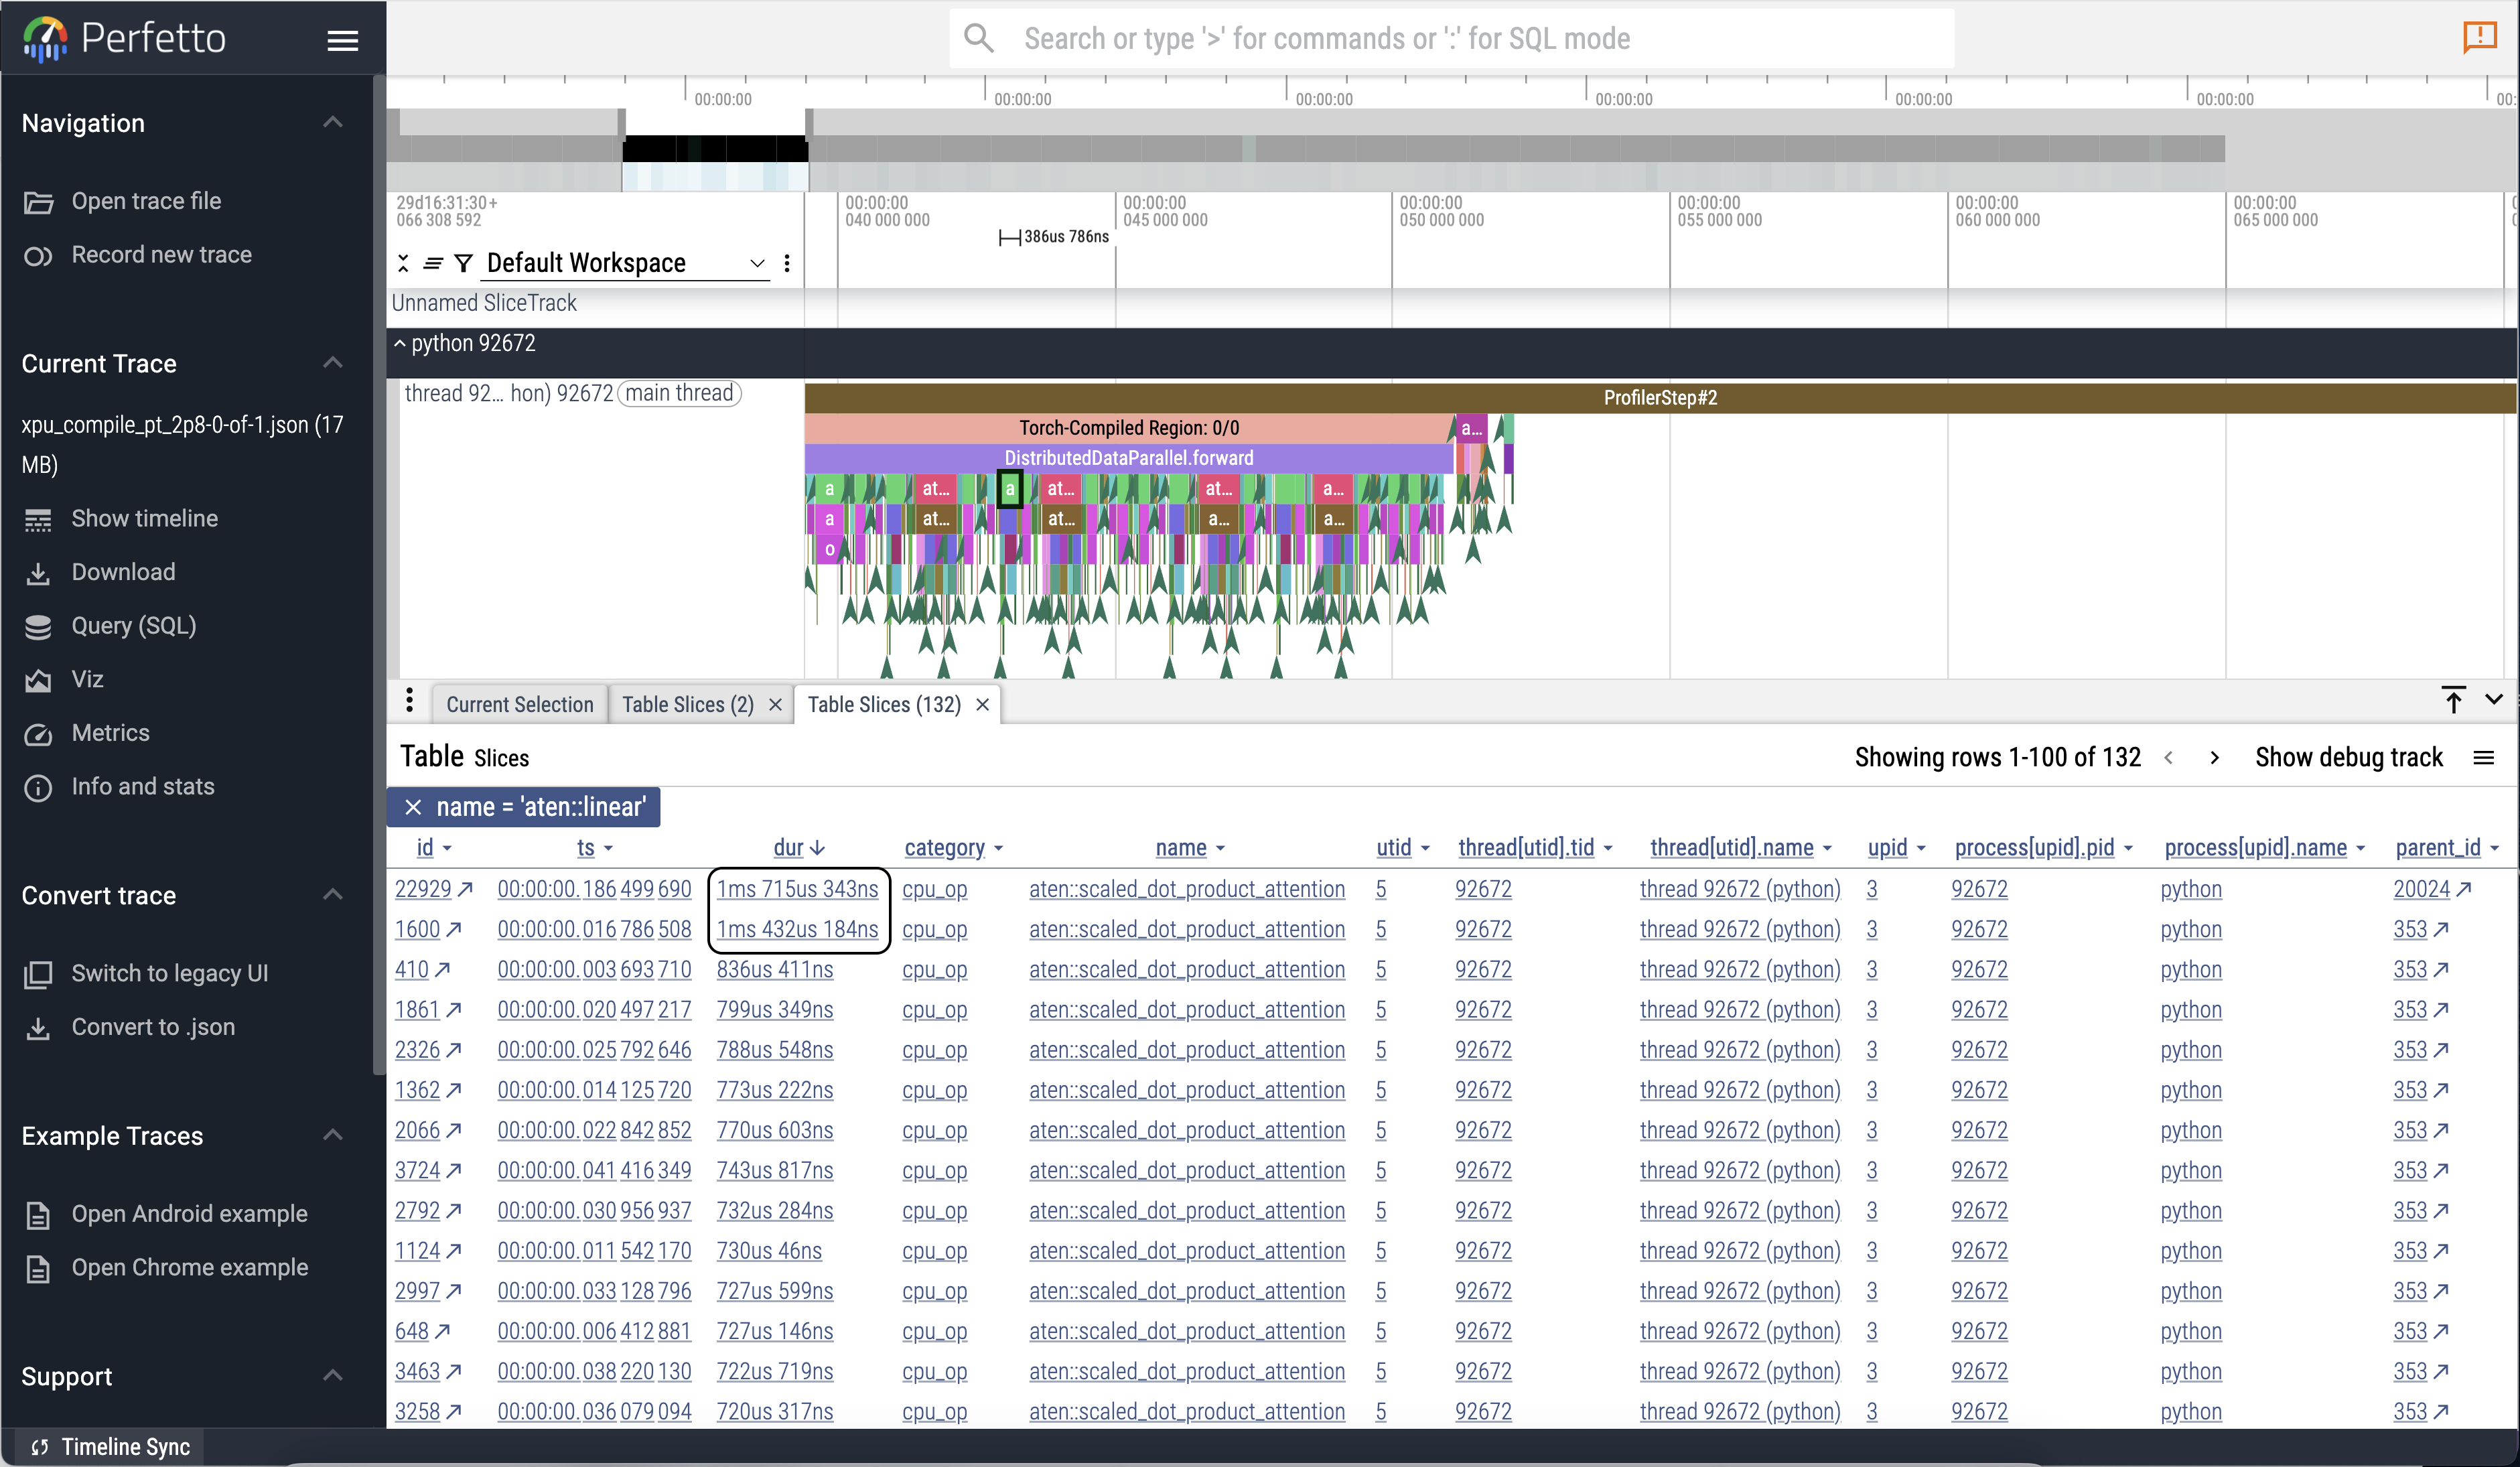 Perfetto
Search or type '>' for commands or ':' for SQL mode
Navigation
Open trace file
Record new trace
Current Trace
xpu_compile_pt_2p8-0-of-1.json (17
MB)
Show timeline
Download
Query (SQL)
Viz
Metrics
Info and stats
Convert trace
Switch to legacy UI
Convert to .json
Example Traces
Open Android example
Open Chrome example
Support
Timeline Sync
00:00:00 00:00:00 00:00:00 00:00:00 00:00:00 00:00:00 00:
29d16:31:30+ 00:00:00 00:00:00 00:00:00 00:00:00 00:00:00 00:00:00
066 308 592 040 000 000 045 000 000 050 000 000 055 000 000 060 000 000 065 000 000
386us 786ns
Default Workspace
Unnamed SliceTrack
python 92672
thread 92... hon) 92672 main thread
ProfilerStep#2
Torch-Compiled Region: 0/0 a...
DistributedDataParallel.forward
a at... a at... at... a...
a at... at... a... a...
o
Current Selection Table Slices (2) Table Slices (132)
Table Slices Showing rows 1-100 of 132 Show debug track
name = 'aten::linear'
id ts dur category name utid thread[utid].tid thread[utid].name upid process[upid].pid process[upid].name parent_id
22929 00:00:00.186 499 690 1ms 715us 343ns cpu_op aten::scaled_dot_product_attention 5 92672 thread 92672 (python) 3 92672 python 20024
1600 00:00:00.016 786 508 1ms 432us 184ns cpu_op aten::scaled_dot_product_attention 5 92672 thread 92672 (python) 3 92672 python 353
410 00:00:00.003 693 710 836us 411ns cpu_op aten::scaled_dot_product_attention 5 92672 thread 92672 (python) 3 92672 python 353
1861 00:00:00.020 497 217 799us 349ns cpu_op aten::scaled_dot_product_attention 5 92672 thread 92672 (python) 3 92672 python 353
2326 00:00:00.025 792 646 788us 548ns cpu_op aten::scaled_dot_product_attention 5 92672 thread 92672 (python) 3 92672 python 353
1362 00:00:00.014 125 720 773us 222ns cpu_op aten::scaled_dot_product_attention 5 92672 thread 92672 (python) 3 92672 python 353
2066 00:00:00.022 842 852 770us 603ns cpu_op aten::scaled_dot_product_attention 5 92672 thread 92672 (python) 3 92672 python 353
3724 00:00:00.041 416 349 743us 817ns cpu_op aten::scaled_dot_product_attention 5 92672 thread 92672 (python) 3 92672 python 353
2792 00:00:00.030 956 937 732us 284ns cpu_op aten::scaled_dot_product_attention 5 92672 thread 92672 (python) 3 92672 python 353
1124 00:00:00.011 542 170 730us 46ns cpu_op aten::scaled_dot_product_attention 5 92672 thread 92672 (python) 3 92672 python 353
2997 00:00:00.033 128 796 727us 599ns cpu_op aten::scaled_dot_product_attention 5 92672 thread 92672 (python) 3 92672 python 353
648 00:00:00.006 412 881 727us 146ns cpu_op aten::scaled_dot_product_attention 5 92672 thread 92672 (python) 3 92672 python 353
3463 00:00:00.038 220 130 722us 719ns cpu_op aten::scaled_dot_product_attention 5 92672 thread 92672 (python) 3 92672 python 353
3258 00:00:00.036 079 094 720us 317ns cpu_op aten::scaled_dot_product_attention 5 92672 thread 92672 (python) 3 92672 python 353